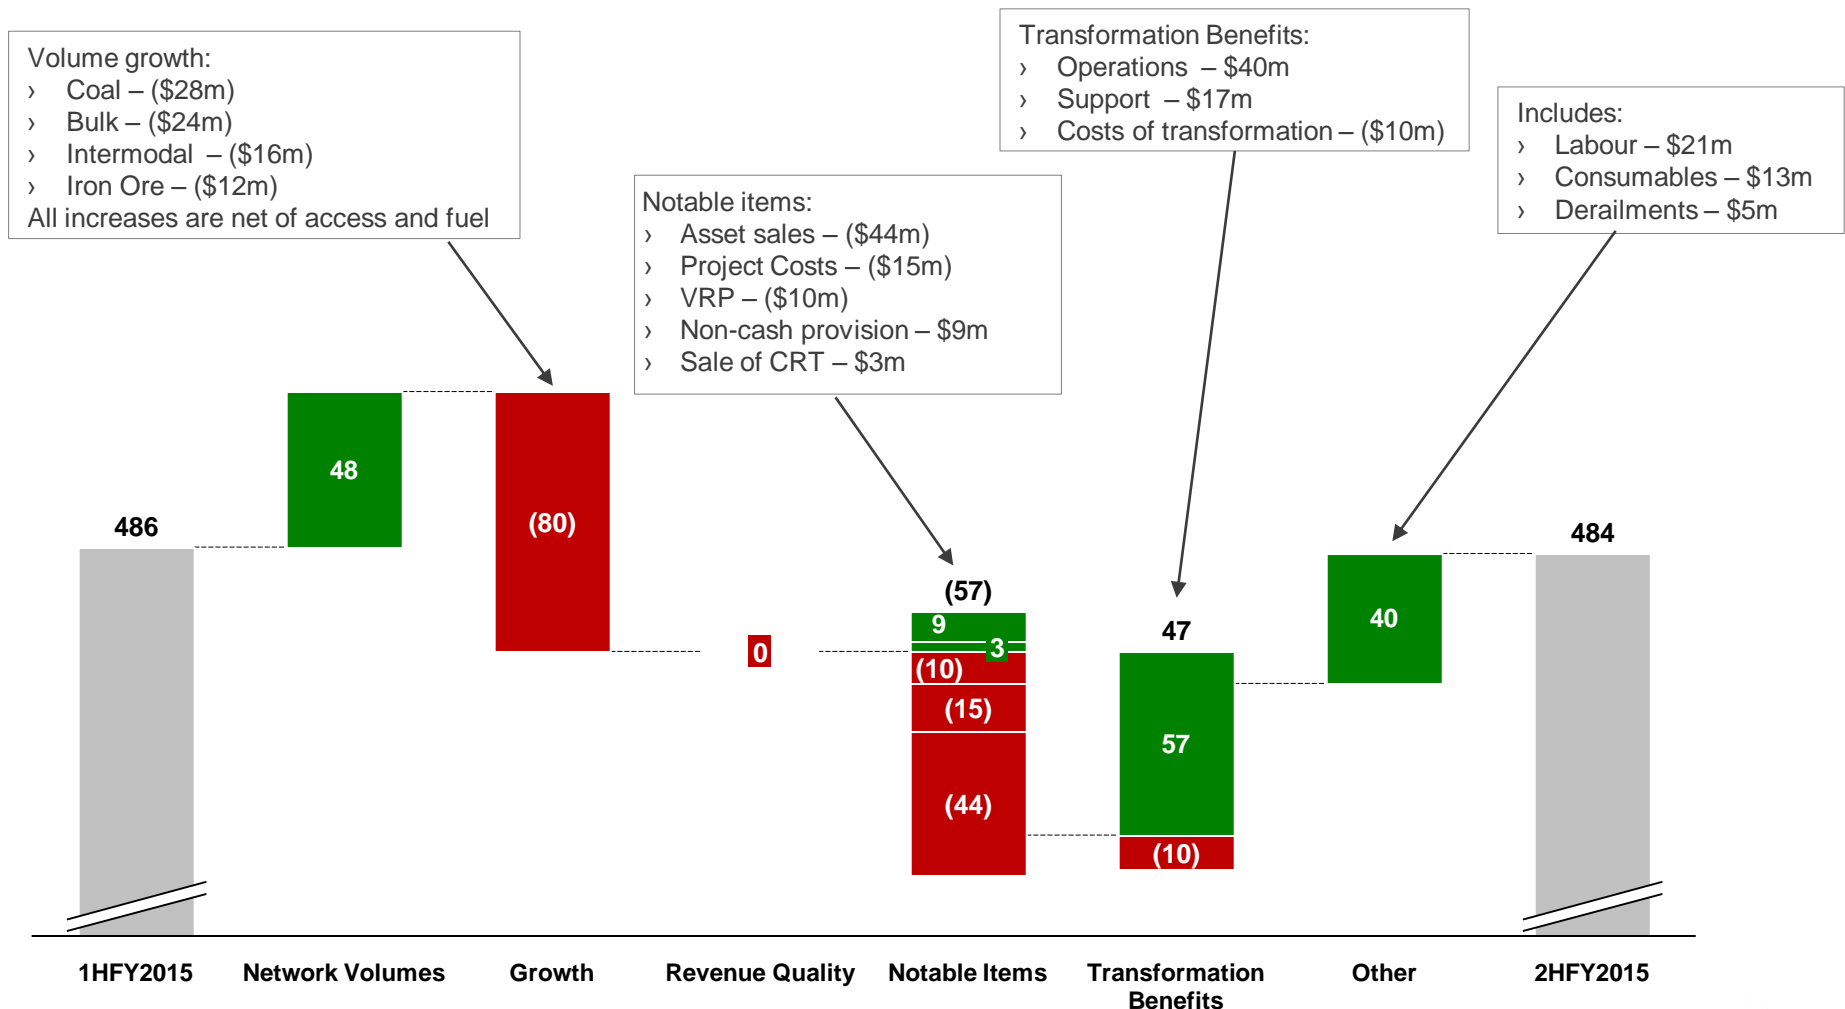 Volume growth:
› Coal – ($28m)
› Bulk – ($24m)
› Intermodal – ($16m)
› Iron Ore – ($12m)
All increases are net of access and fuel
Notable items:
› Asset sales – ($44m)
› Project Costs – ($15m)
› VRP – ($10m)
› Non-cash provision – $9m
› Sale of CRT – $3m
Transformation Benefits:
› Operations – $40m
› Support – $17m
› Costs of transformation – ($10m)
Includes:
› Labour – $21m
› Consumables – $13m
› Derailments – $5m
486
48
(80)
0
(57)
9
3
(10)
(15)
(44)
47
57
(10)
40
484
1HFY2015
Network Volumes
Growth
Revenue Quality
Notable Items
Transformation
Benefits
Other
2HFY2015